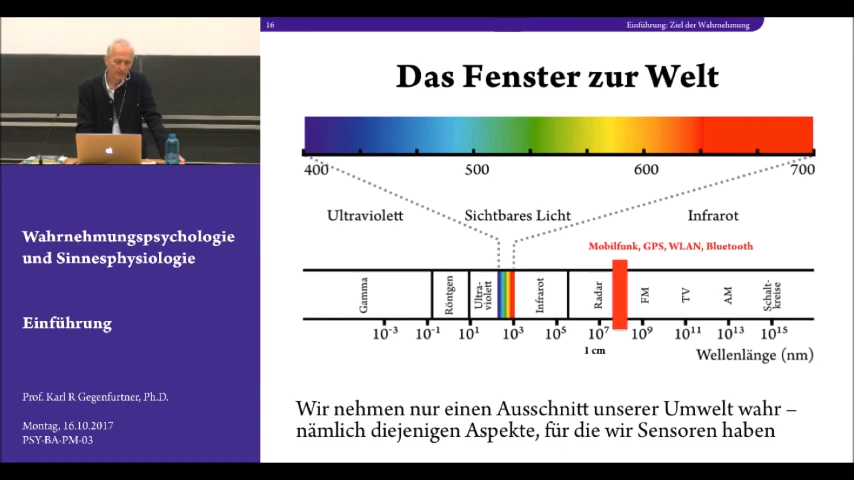 16
Einführung: Ziel der Wahrnehmung
Das Fenster zur Welt
400 500 600 700
Ultraviolett Sichtbares Licht Infrarot
Mobilfunk, GPS, WLAN, Bluetooth
Gamma Röntgen Ultra- Infrarot Radar FM TV AM Schalt-
violett kreise
10⁻³ 10⁻¹ 10¹ 10³ 10⁵ 10⁷ 10⁹ 10¹¹ 10¹³ 10¹⁵
1 cm
Wellenlänge (nm)
Wir nehmen nur einen Ausschnitt unserer Umwelt wahr –
nämlich diejenigen Aspekte, für die wir Sensoren haben
Wahrnehmungspsychologie
und Sinnesphysiologie
Einführung
Prof. Karl R Gegenfurtner, Ph.D.
Montag, 16.10.2017
PSY-BA-PM-03